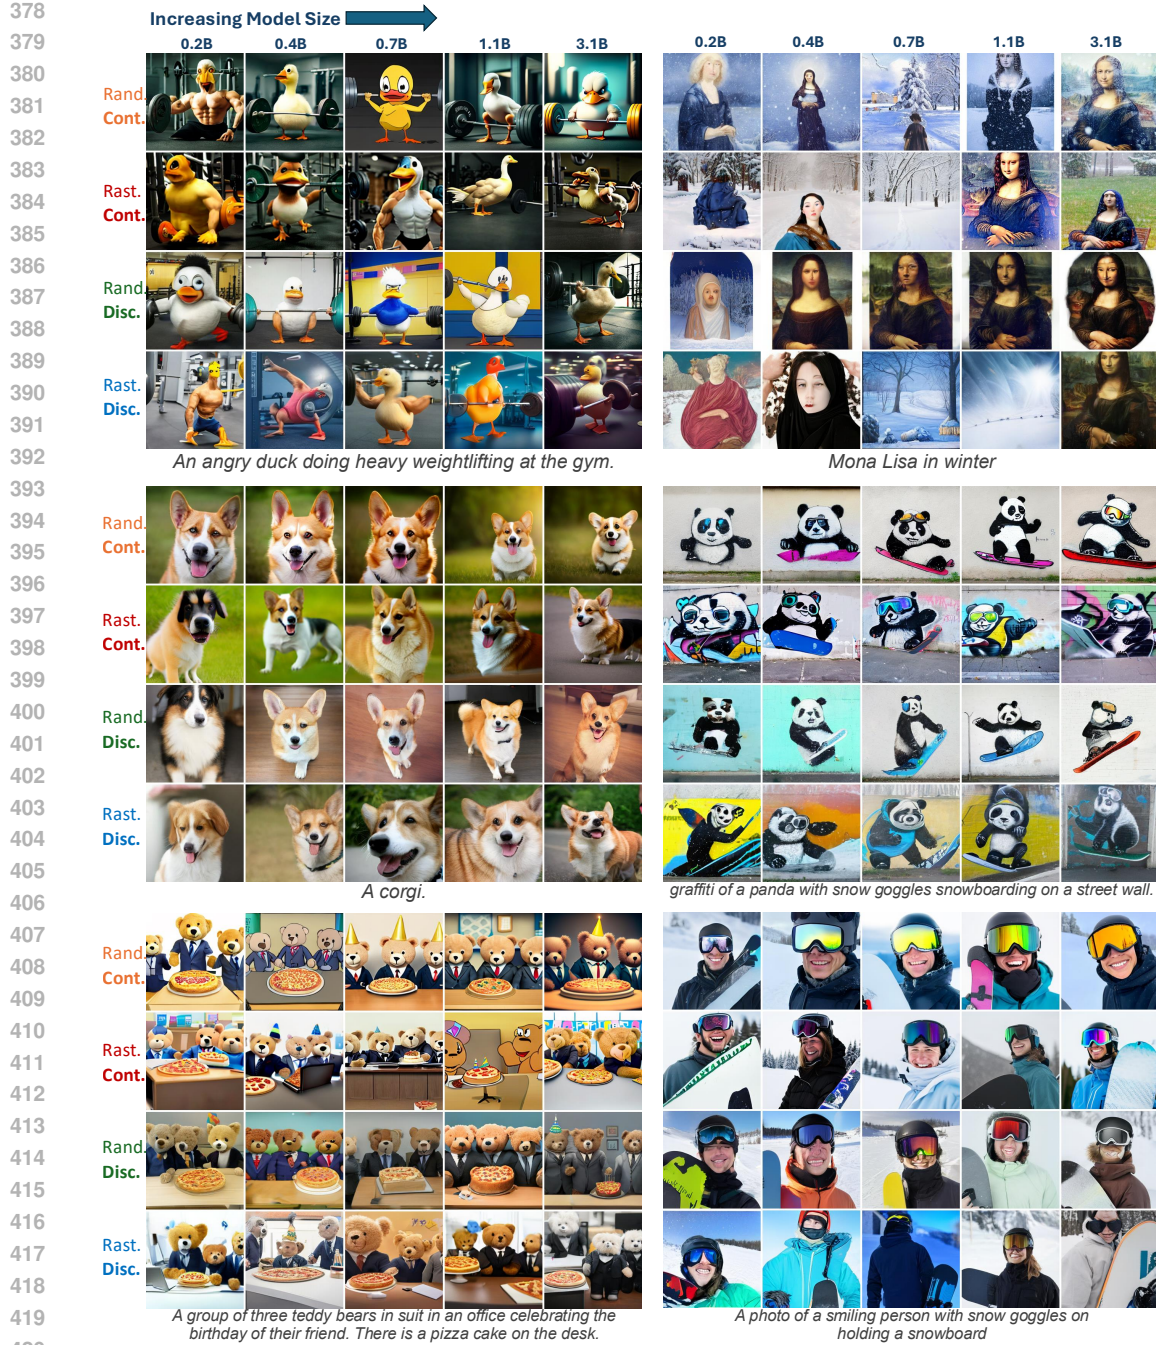 378
379
380
381
382
383
384
385
386
387
388
389
390
391
392
393
394
395
396
397
398
399
400
401
402
403
404
405
406
407
408
409
410
411
412
413
414
415
416
417
418
419
Increasing Model Size
0.2B 0.4B 0.7B 1.1B 3.1B
0.2B 0.4B 0.7B 1.1B 3.1B
Rand.
Cont.
Rast.
Cont.
Rand.
Disc.
Rast.
Disc.
An angry duck doing heavy weightlifting at the gym.
Mona Lisa in winter
Rand.
Cont.
Rast.
Cont.
Rand.
Disc.
Rast.
Disc.
A corgi.
graffiti of a panda with snow goggles snowboarding on a street wall.
Rand.
Cont.
Rast.
Cont.
Rand.
Disc.
Rast.
Disc.
A group of three teddy bears in suit in an office celebrating the
birthday of their friend. There is a pizza cake on the desk.
A photo of a smiling person with snow goggles on
holding a snowboard